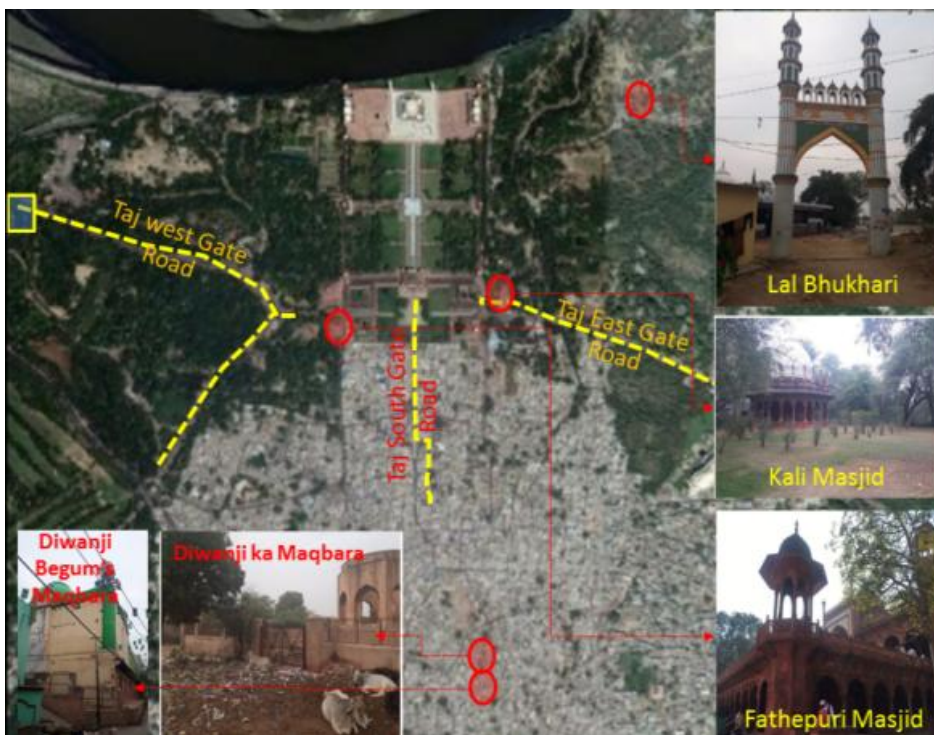 Lal Bhukhari
Taj west Gate
Road
Taj East Gate
Road
Taj South Gate
Road
Kali Masjid
Diwanji
Begum's
Maqbara
Diwanji ka Maqbara
Fathepuri Masjid